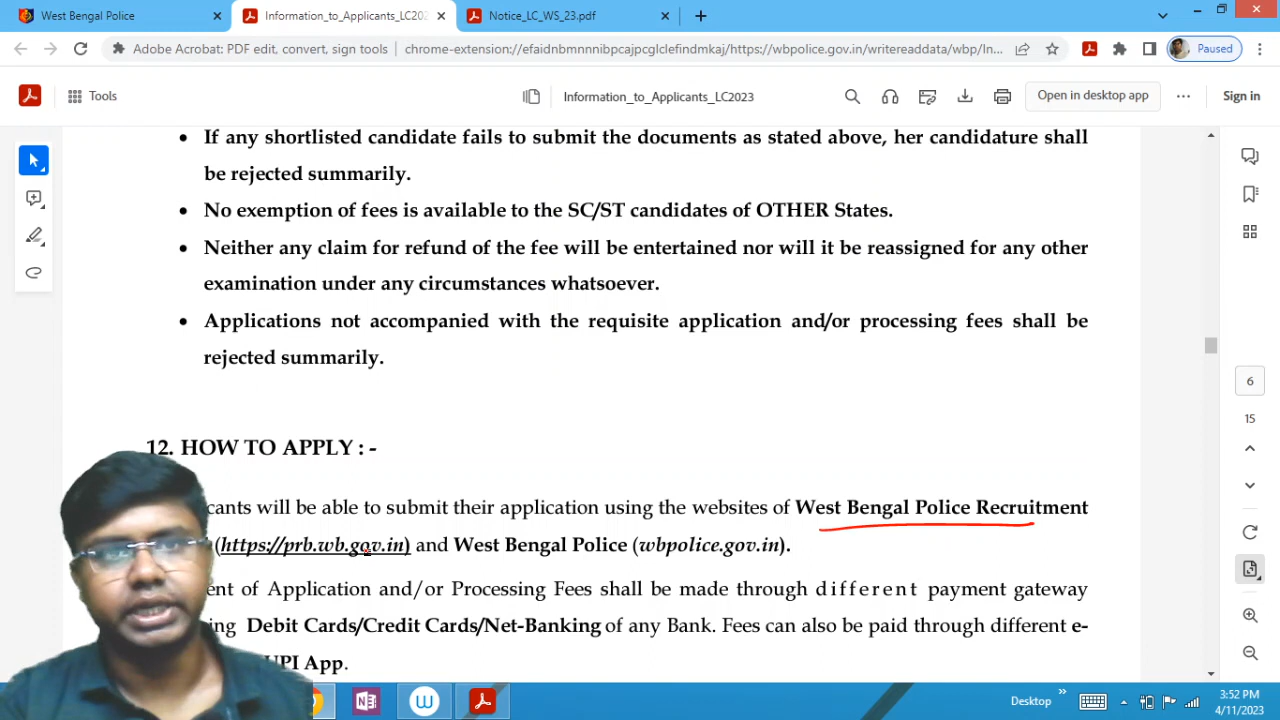 West Bengal Police
Information_to_Applicants_LC202
Notice_LC_WS_23.pdf
Adobe Acrobat: PDF edit, convert, sign tools
chrome-extension://efaidnbmnnnibpcajpcglclefindmkaj/https://wbpolice.gov.in/writereaddata/wbp/In...
Paused
Tools
Information_to_Applicants_LC2023
Open in desktop app
Sign in
• If any shortlisted candidate fails to submit the documents as stated above, her candidature shall
be rejected summarily.
• No exemption of fees is available to the SC/ST candidates of OTHER States.
• Neither any claim for refund of the fee will be entertained nor will it be reassigned for any other
examination under any circumstances whatsoever.
• Applications not accompanied with the requisite application and/or processing fees shall be
rejected summarily.
6
15
12. HOW TO APPLY : -
cants will be able to submit their application using the websites of West Bengal Police Recruitment
(https://prb.wb.gov.in) and West Bengal Police (wbpolice.gov.in).
ent of Application and/or Processing Fees shall be made through different payment gateway
ing Debit Cards/Credit Cards/Net-Banking of any Bank. Fees can also be paid through different e-
UPI App.
Desktop
3:52 PM
4/11/2023